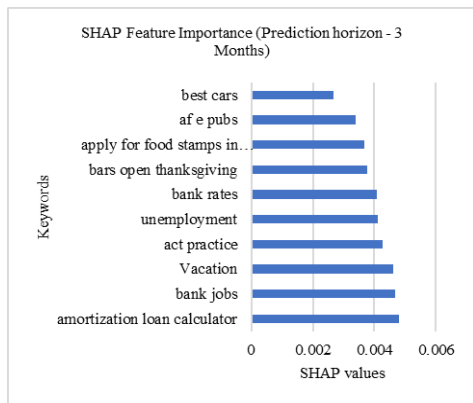 SHAP Feature Importance (Prediction horizon - 3
Months)
best cars
af e pubs
apply for food stamps in…
bars open thanksgiving
bank rates
unemployment
act practice
Vacation
bank jobs
amortization loan calculator
Keywords
0 0.002 0.004 0.006
SHAP values